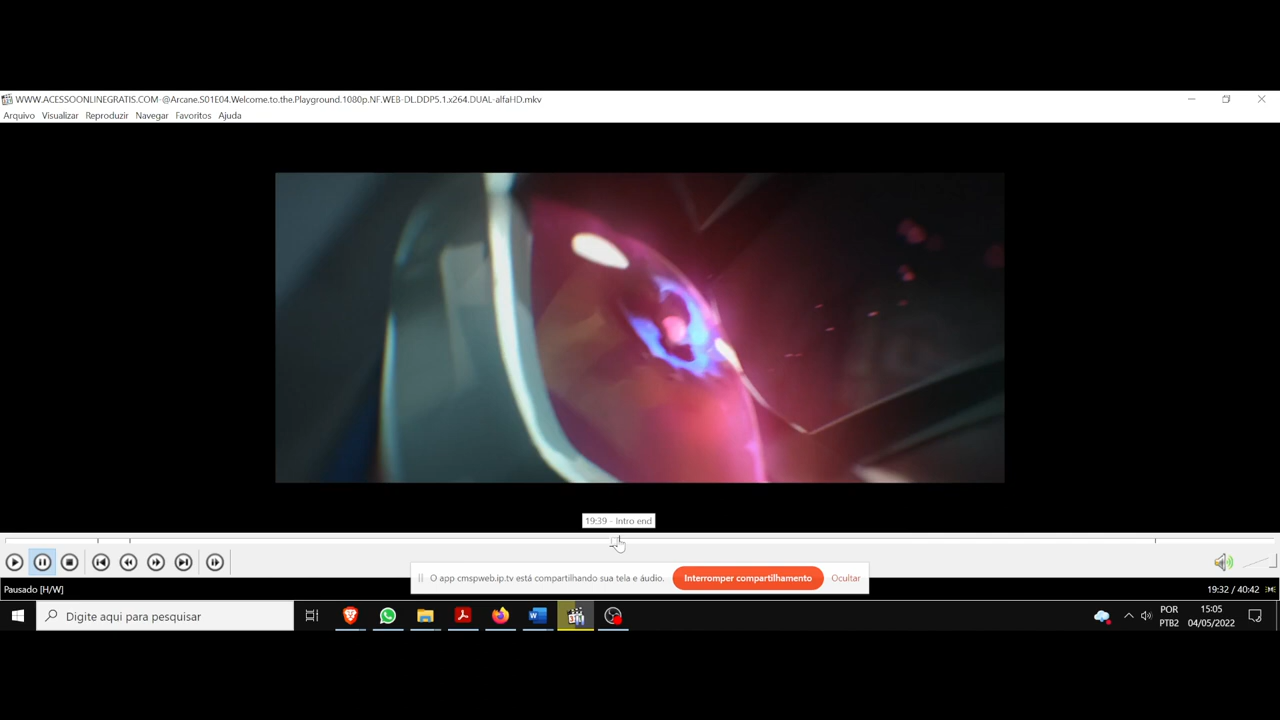 WWW.ACESSOONLINEGRATIS.COM-@Arcane.S01E04.Welcome.to.the.Playground.1080p.NF.WEB-DL.DDP5.1.x264.DUAL-alfaHD.mkv
Arquivo Visualizar Reproduzir Navegar Favoritos Ajuda
19:39 - Intro end
O app cmspweb.ip.tv está compartilhando sua tela e áudio. Interromper compartilhamento Ocultar
Pausado [H/W] 19:32 / 40:42
Digite aqui para pesquisar
POR 15:05
PTB2 04/05/2022